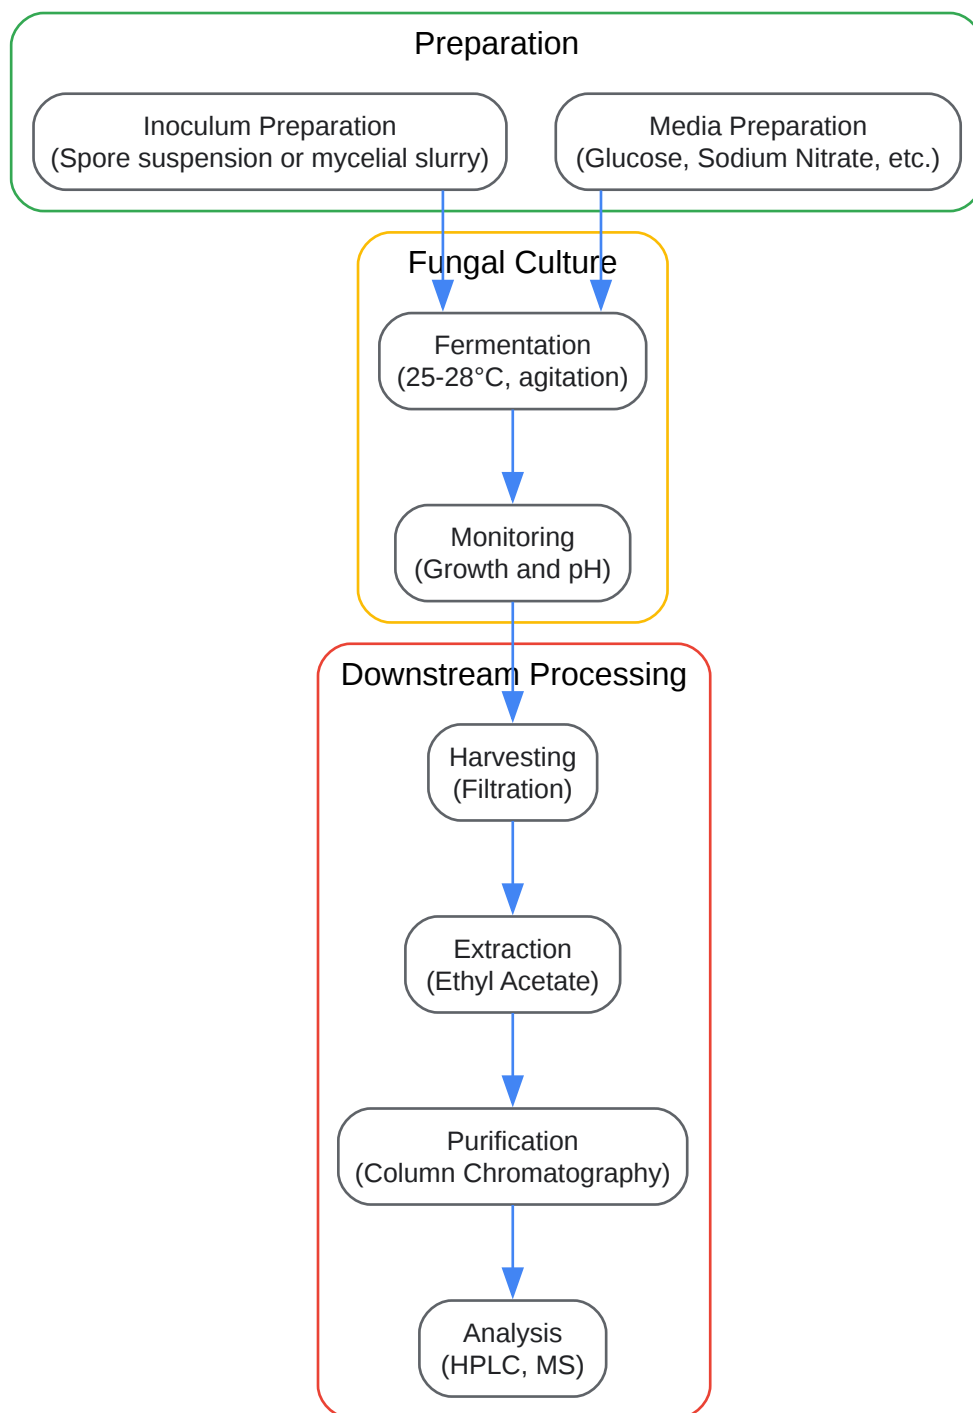 Preparation
Inoculum Preparation
(Spore suspension or mycelial slurry)
Media Preparation
(Glucose, Sodium Nitrate, etc.)
Fungal Culture
Fermentation
(25-28°C, agitation)
Monitoring
(Growth and pH)
Downstream Processing
Harvesting
(Filtration)
Extraction
(Ethyl Acetate)
Purification
(Column Chromatography)
Analysis
(HPLC, MS)